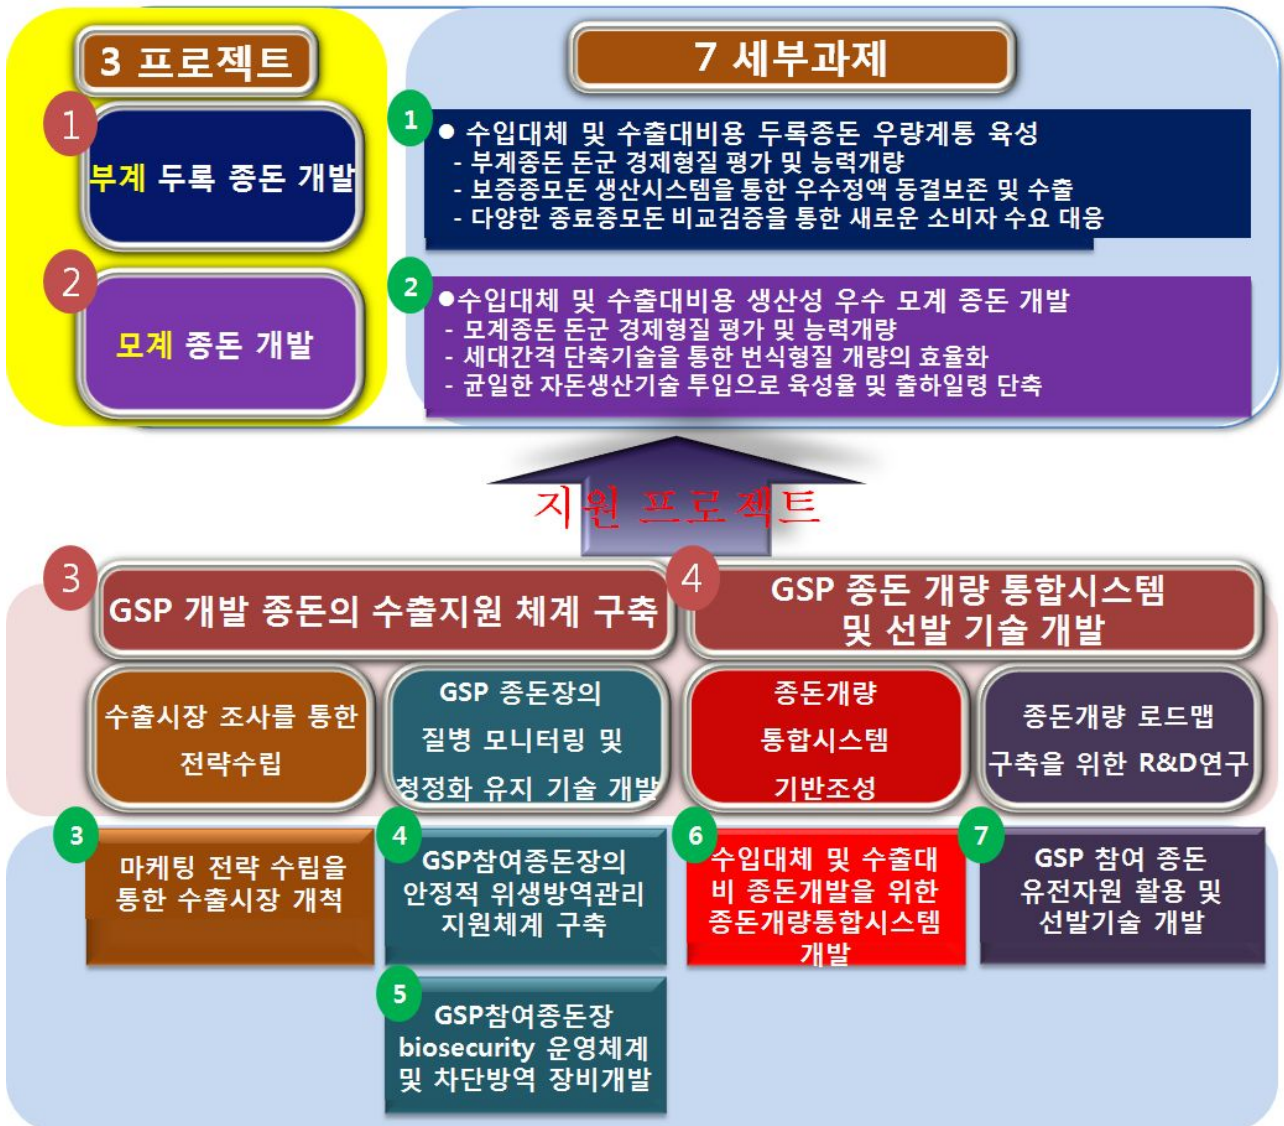 3 프로젝트
7 세부과제
1
부계 두록 종돈 개발
1
● 수입대체 및 수출대비용 두록종돈 우량계통 육성
- 부계종돈 돈군 경제형질 평가 및 능력개량
- 보증종모돈 생산시스템을 통한 우수정액 동결보존 및 수출
- 다양한 종료종모돈 비교검증을 통한 새로운 소비자 수요 대응
2
모계 종돈 개발
2
●수입대체 및 수출대비용 생산성 우수 모계 종돈 개발
- 모계종돈 돈군 경제형질 평가 및 능력개량
- 세대간격 단축기술을 통한 번식형질 개량의 효율화
- 균일한 자돈생산기술 투입으로 육성율 및 출하일령 단축
지원 프로젝트
3
GSP 개발 종돈의 수출지원 체계 구축
4
GSP 종돈 개량 통합시스템
및 선발 기술 개발
수출시장 조사를 통한
전략수립
GSP 종돈장의
질병 모니터링 및
청정화 유지 기술 개발
종돈개량
통합시스템
기반조성
종돈개량 로드맵
구축을 위한 R&D연구
3
마케팅 전략 수립을
통한 수출시장 개척
4
GSP참여종돈장의
안정적 위생방역관리
지원체계 구축
6
수입대체 및 수출대
비 종돈개발을 위한
종돈개량통합시스템
개발
7
GSP 참여 종돈
유전자원 활용 및
선발기술 개발
5
GSP참여종돈장
biosecurity 운영체계
및 차단방역 장비개발